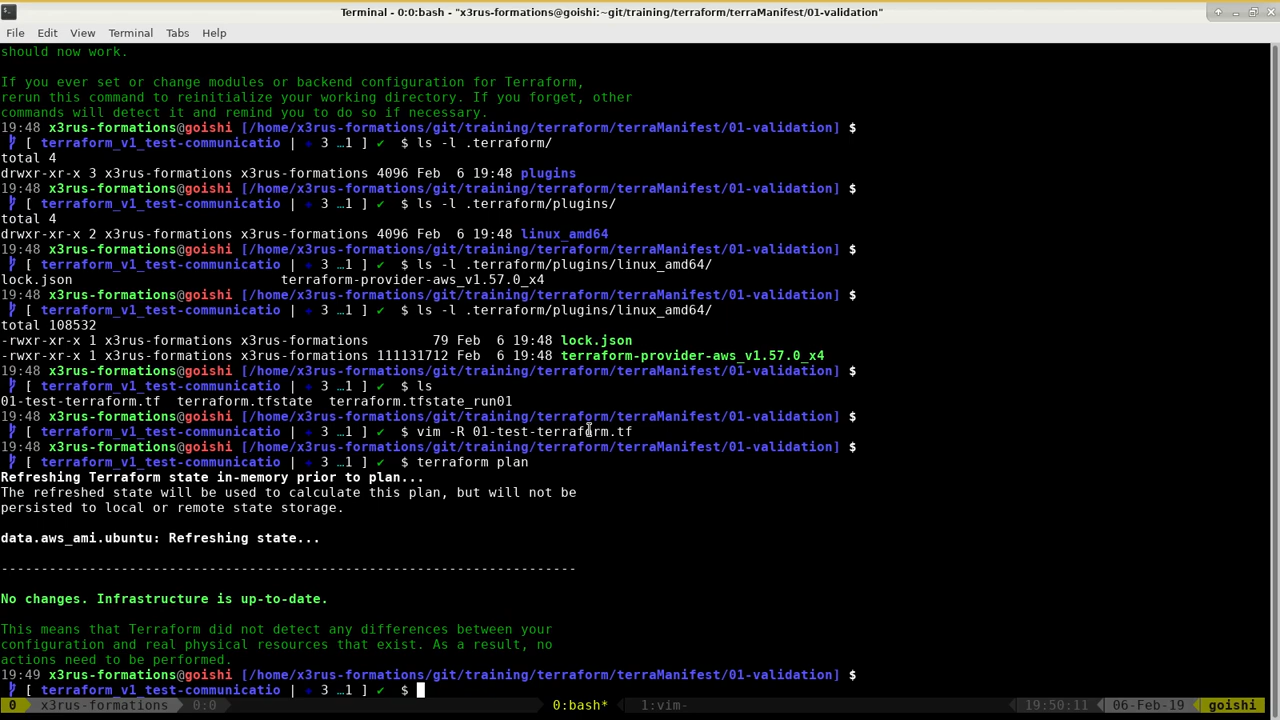 Terminal - 0:0:bash - "x3rus-formations@goishi:~git/training/terraform/terraManifest/01-validation"
File Edit View Terminal Tabs Help
should now work.
If you ever set or change modules or backend configuration for Terraform,
rerun this command to reinitialize your working directory. If you forget, other
commands will detect it and remind you to do so if necessary.
19:48 x3rus-formations@goishi [/home/x3rus-formations/git/training/terraform/terraManifest/01-validation] $
[ terraform_v1_test-communicatio | 3 …1 ] ✔ $ ls -l .terraform/
total 4
drwxr-xr-x 3 x3rus-formations x3rus-formations 4096 Feb  6 19:48 plugins
19:48 x3rus-formations@goishi [/home/x3rus-formations/git/training/terraform/terraManifest/01-validation] $
[ terraform_v1_test-communicatio | 3 …1 ] ✔ $ ls -l .terraform/plugins/
total 4
drwxr-xr-x 2 x3rus-formations x3rus-formations 4096 Feb  6 19:48 linux_amd64
19:48 x3rus-formations@goishi [/home/x3rus-formations/git/training/terraform/terraManifest/01-validation] $
[ terraform_v1_test-communicatio | 3 …1 ] ✔ $ ls -l .terraform/plugins/linux_amd64/
lock.json terraform-provider-aws_v1.57.0_x4
19:48 x3rus-formations@goishi [/home/x3rus-formations/git/training/terraform/terraManifest/01-validation] $
[ terraform_v1_test-communicatio | 3 …1 ] ✔ $ ls -l .terraform/plugins/linux_amd64/
total 108532
-rwxr-xr-x 1 x3rus-formations x3rus-formations 79 Feb  6 19:48 lock.json
-rwxr-xr-x 1 x3rus-formations x3rus-formations 111131712 Feb  6 19:48 terraform-provider-aws_v1.57.0_x4
19:48 x3rus-formations@goishi [/home/x3rus-formations/git/training/terraform/terraManifest/01-validation] $
[ terraform_v1_test-communicatio | 3 …1 ] ✔ $ ls
01-test-terraform.tf terraform.tfstate terraform.tfstate_run01
19:48 x3rus-formations@goishi [/home/x3rus-formations/git/training/terraform/terraManifest/01-validation] $
[ terraform_v1_test-communicatio | 3 …1 ] ✔ $ vim -R 01-test-terraform.tf
19:48 x3rus-formations@goishi [/home/x3rus-formations/git/training/terraform/terraManifest/01-validation] $
[ terraform_v1_test-communicatio | 3 …1 ] ✔ $ terraform plan
Refreshing Terraform state in-memory prior to plan...
The refreshed state will be used to calculate this plan, but will not be
persisted to local or remote state storage.
data.aws_ami.ubuntu: Refreshing state...
------------------------------------------------------------------------
No changes. Infrastructure is up-to-date.
This means that Terraform did not detect any differences between your
configuration and real physical resources that exist. As a result, no
actions need to be performed.
19:49 x3rus-formations@goishi [/home/x3rus-formations/git/training/terraform/terraManifest/01-validation] $
[ terraform_v1_test-communicatio | 3 …1 ] ✔ $
0 x3rus-formations 0:0 0:bash* 1:vim- 19:50:11 06-Feb-19 goishi